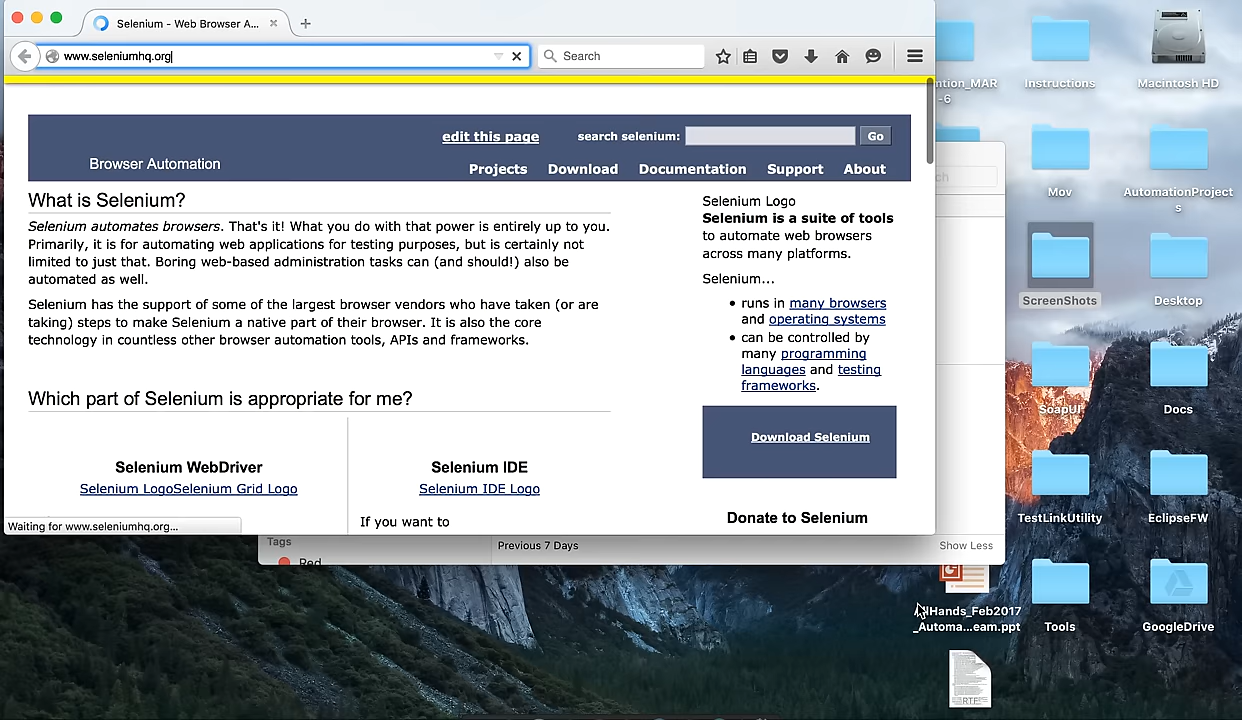 Selenium - Web Browser A...
www.seleniumhq.org
Search
edit this page
search selenium:
Go
Browser Automation
Projects
Download
Documentation
Support
About
What is Selenium?
Selenium automates browsers. That's it! What you do with that power is entirely up to you.
Primarily, it is for automating web applications for testing purposes, but is certainly not
limited to just that. Boring web-based administration tasks can (and should!) also be
automated as well.
Selenium has the support of some of the largest browser vendors who have taken (or are
taking) steps to make Selenium a native part of their browser. It is also the core
technology in countless other browser automation tools, APIs and frameworks.
Which part of Selenium is appropriate for me?
Selenium WebDriver
Selenium LogoSelenium Grid Logo
Selenium IDE
Selenium IDE Logo
If you want to
Selenium Logo
Selenium is a suite of tools
to automate web browsers
across many platforms.
Selenium...
runs in many browsers
and operating systems
can be controlled by
many programming
languages and testing
frameworks.
Download Selenium
Donate to Selenium
Waiting for www.seleniumhq.org...
Tags
Red
Previous 7 Days
Show Less
ntion_MAR
-6
ch
Instructions
Macintosh HD
Mov
AutomationProject
s
ScreenShots
Desktop
SoapUI
Docs
TestLinkUtility
EclipseFW
AllHands_Feb2017
_Automa...eam.ppt
Tools
GoogleDrive
RTF